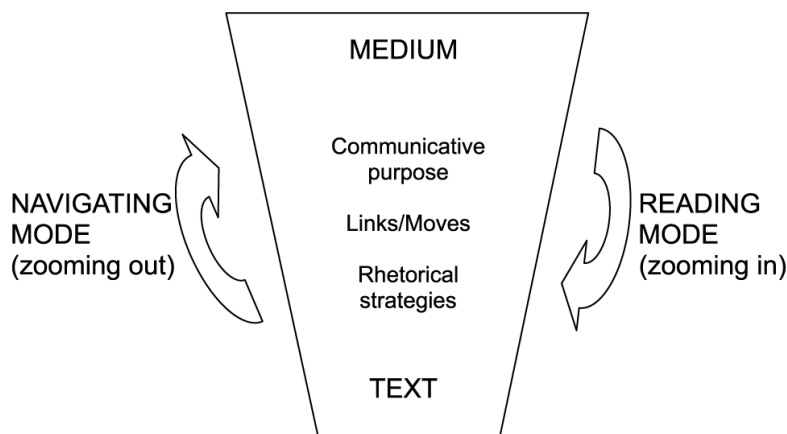 MEDIUM
Communicative
purpose
Links/Moves
Rhetorical
strategies
TEXT
NAVIGATING
MODE
(zooming out)
READING
MODE
(zooming in)